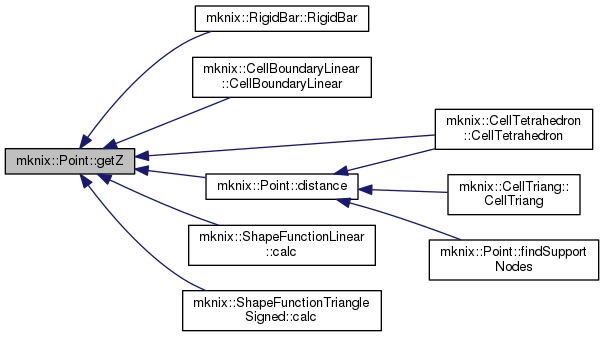 mknix::RigidBar::RigidBar
mknix::CellBoundaryLinear
::CellBoundaryLinear
mknix::CellTetrahedron
::CellTetrahedron
mknix::Point::getZ
mknix::Point::distance
mknix::CellTriang::
CellTriang
mknix::ShapeFunctionLinear
::calc
mknix::Point::findSupport
Nodes
mknix::ShapeFunctionTriangle
Signed::calc